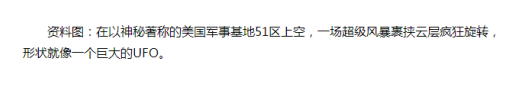 资料图：在以神秘著称的美国军事基地51区上空，一场超级风暴裹挟云层疯狂旋转，
形状就像一个巨大的UFO。